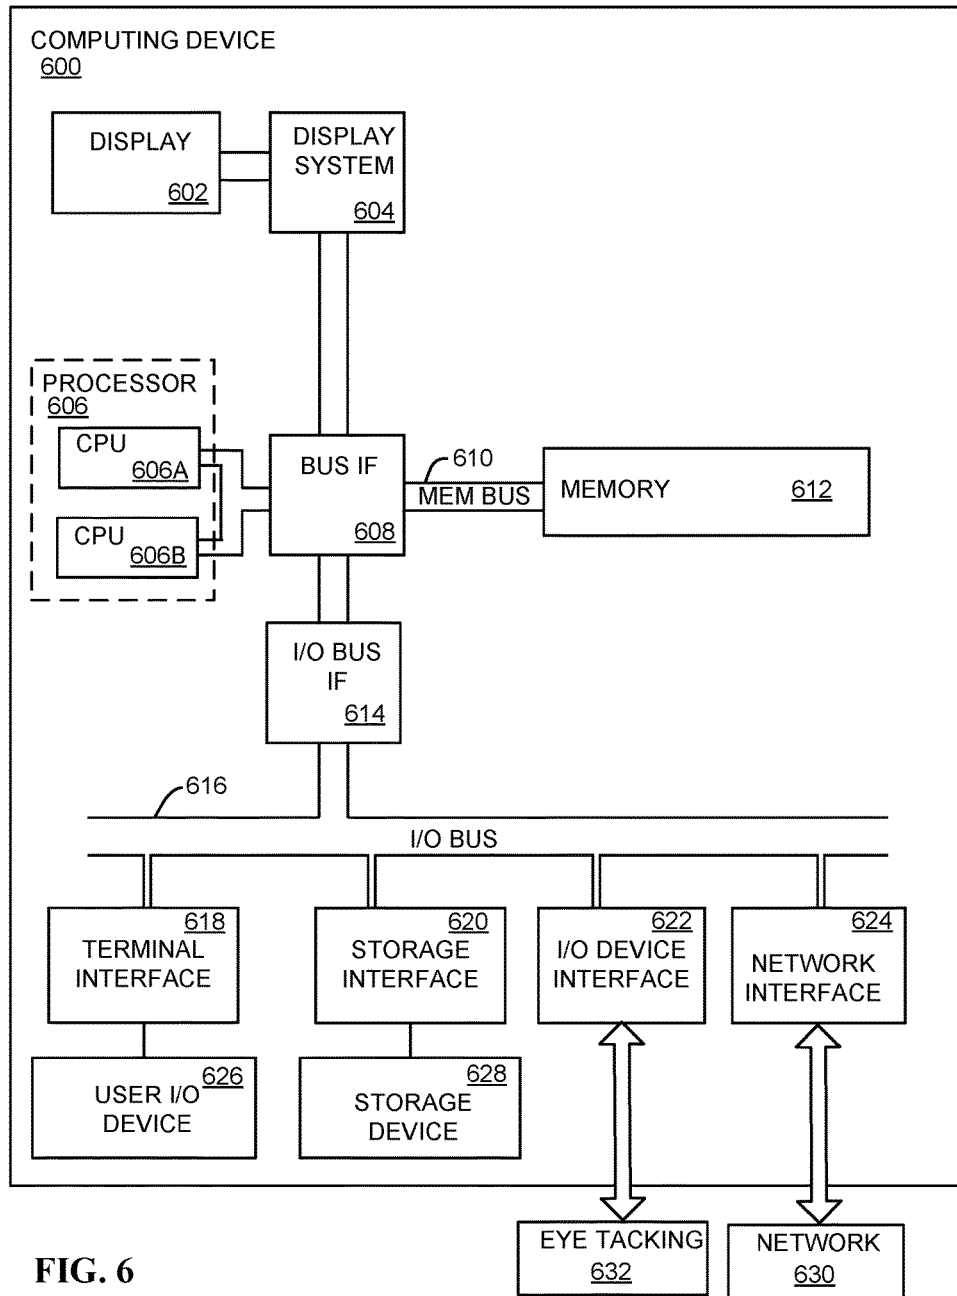 COMPUTING DEVICE
600
DISPLAY
602
DISPLAY
SYSTEM
604
PROCESSOR
606
CPU
606A
CPU
606B
BUS IF
608
610
MEM BUS
MEMORY
612
I/O BUS
IF
614
616
I/O BUS
618
TERMINAL
INTERFACE
620
STORAGE
INTERFACE
622
I/O DEVICE
INTERFACE
624
NETWORK
INTERFACE
626
USER I/O
DEVICE
628
STORAGE
DEVICE
EYE TACKING
632
NETWORK
630
FIG. 6